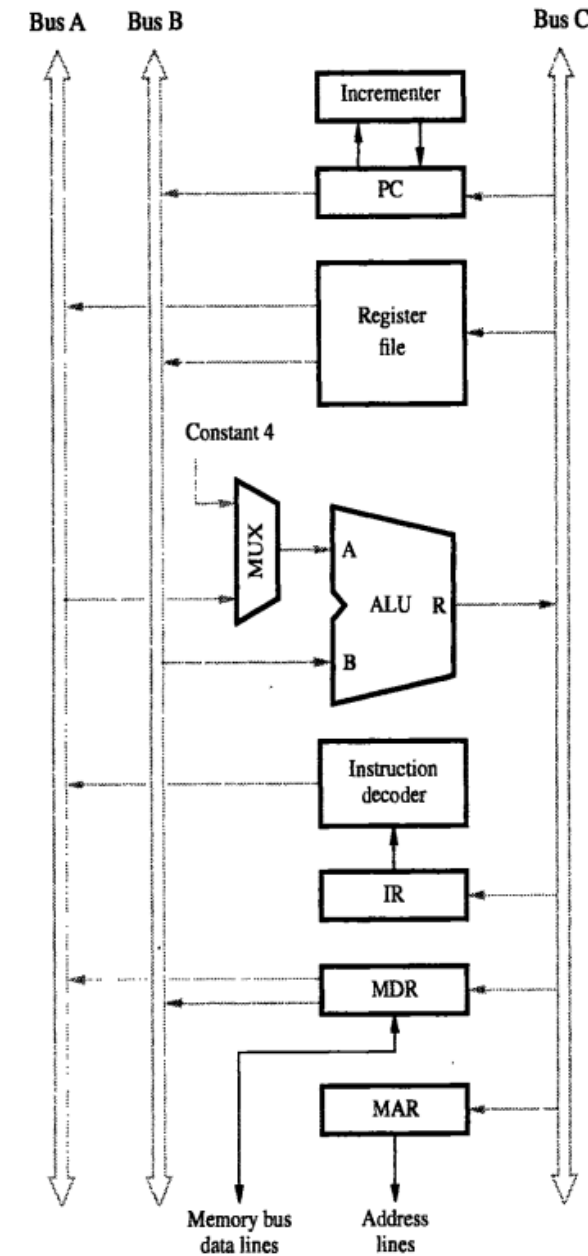 Bus A Bus B Bus C
Incrementer
PC
Register
file
Constant 4
MUX
A
ALU R
B
Instruction
decoder
IR
MDR
MAR
Memory bus
data lines
Address
lines